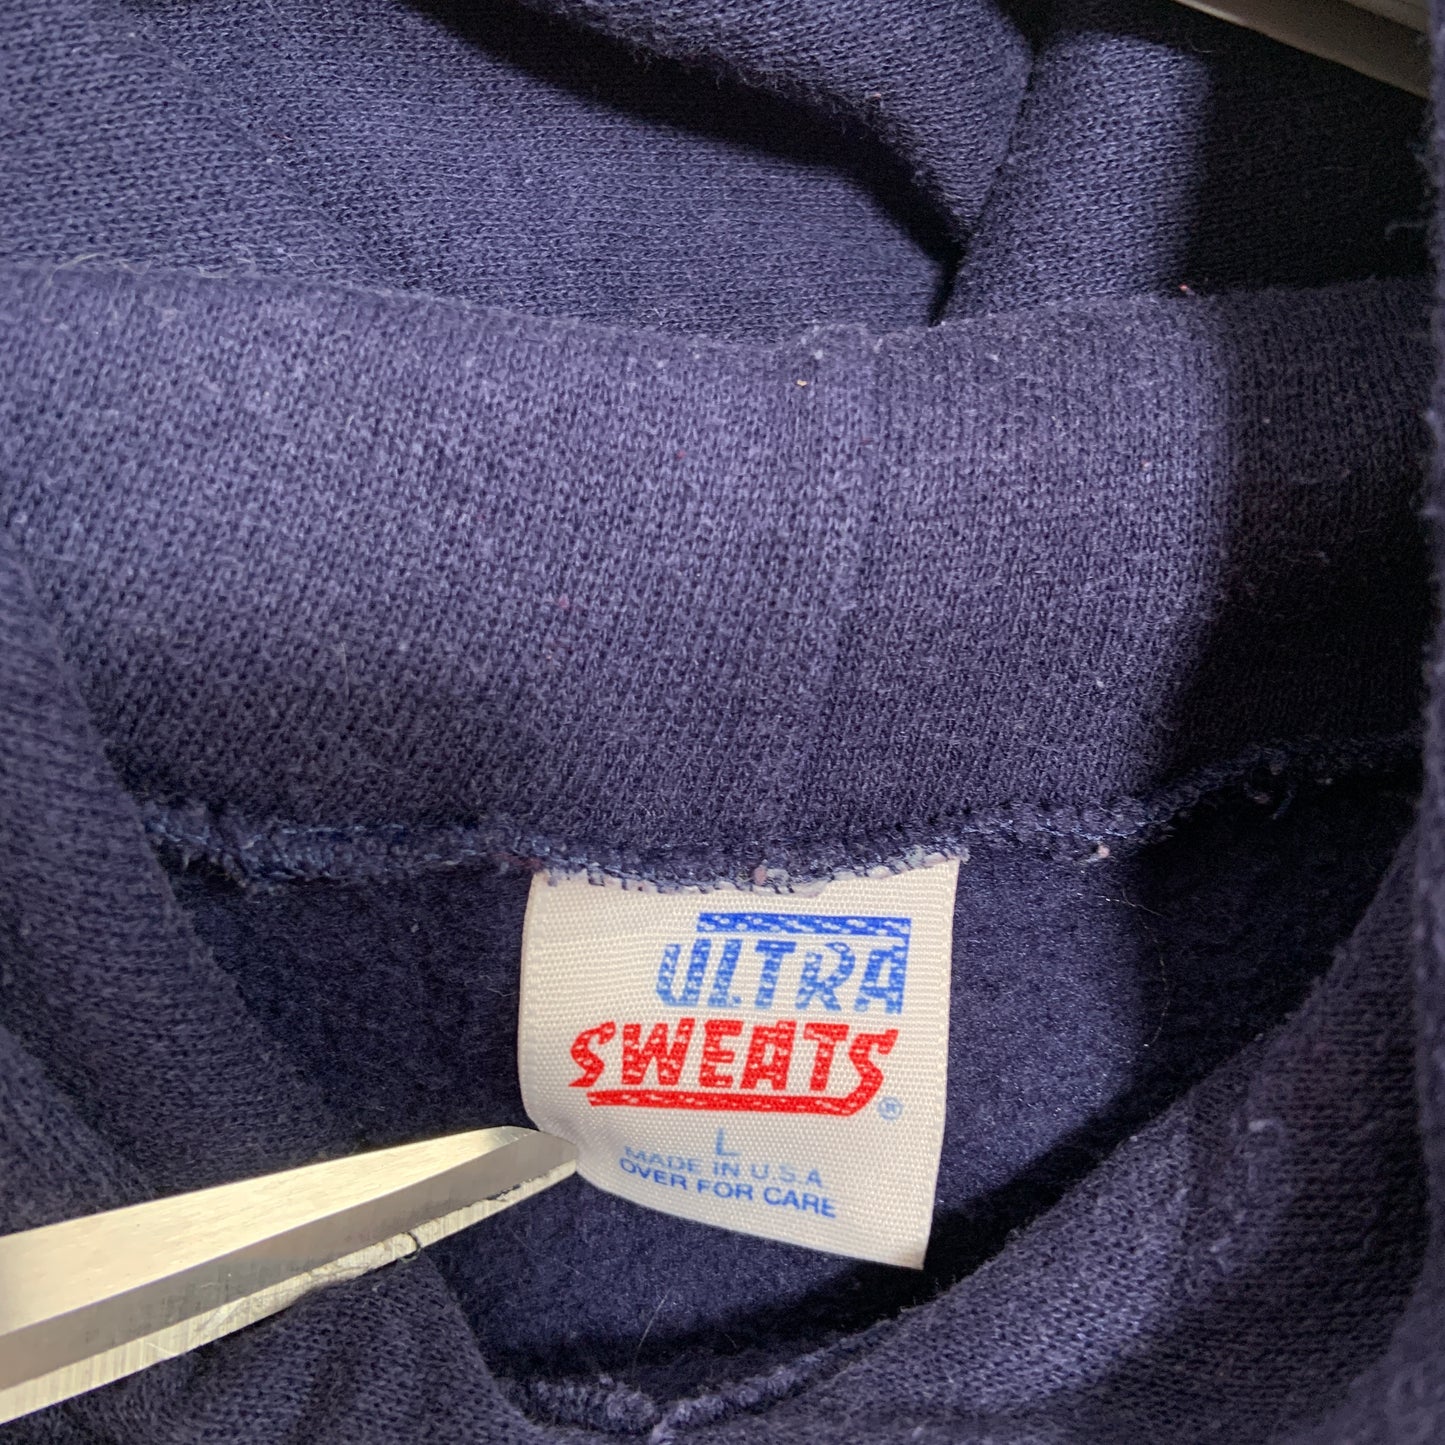 ULTRA
SWEATS®
L
MADE IN U.S.A
OVER FOR CARE